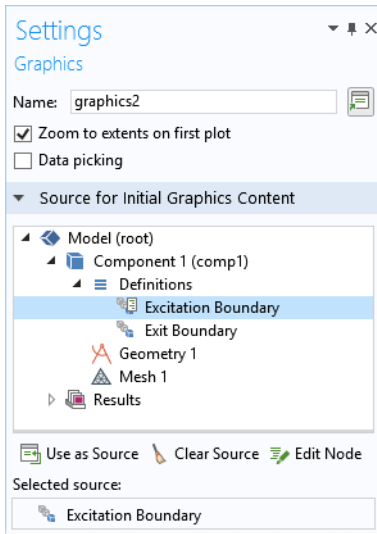 Settings
Graphics
Name: graphics2
Zoom to extents on first plot
Data picking
Source for Initial Graphics Content
Model (root)
Component 1 (comp1)
Definitions
Excitation Boundary
Exit Boundary
Geometry 1
Mesh 1
Results
Use as Source Clear Source Edit Node
Selected source:
Excitation Boundary